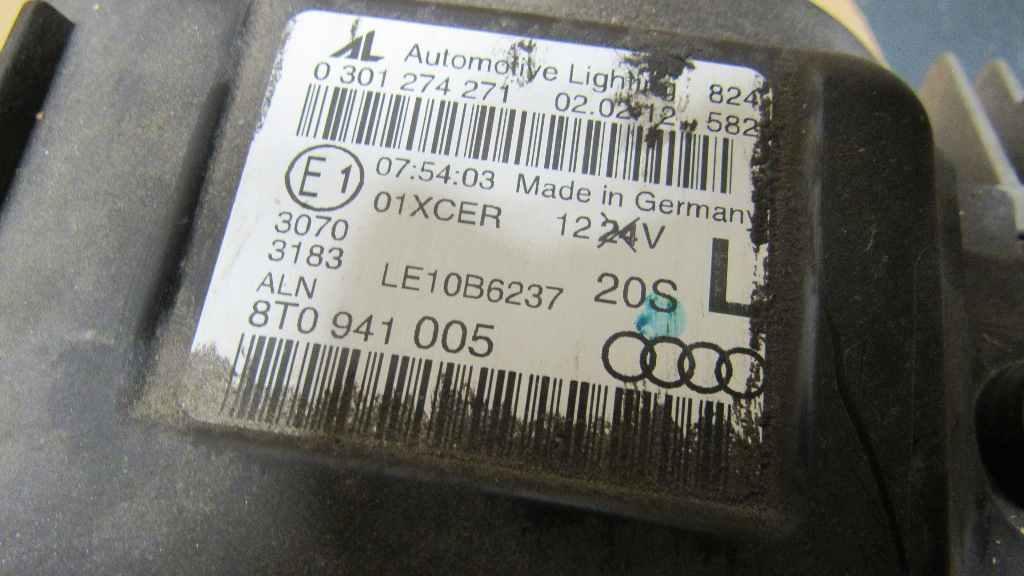 AL Automotive Lighting 824
0 301 274 271 02.02.12 582
E1 07:54:03 Made in Germany
01XCER 12 24V
3070
3183
ALN LE10B6237 20S L
8T0 941 005